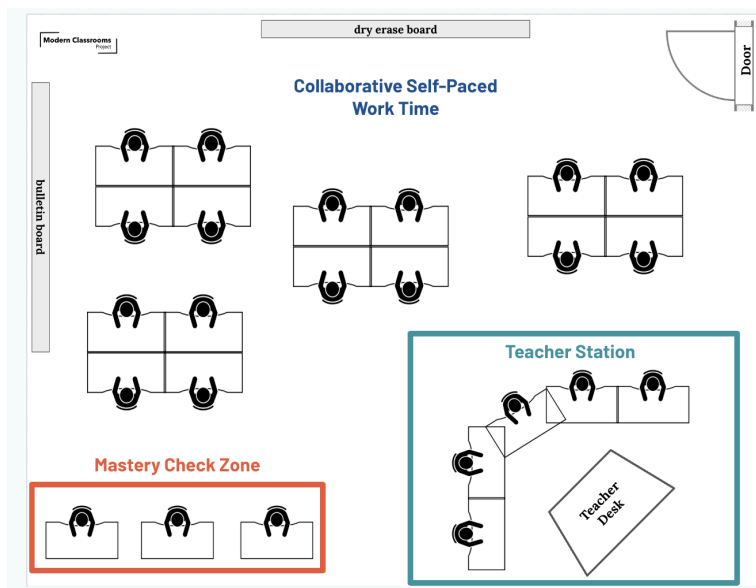 dry erase board
Modern Classrooms
Project
Door
Collaborative Self-Paced
Work Time
bulletin board
Teacher Station
Mastery Check Zone
Teacher
Desk